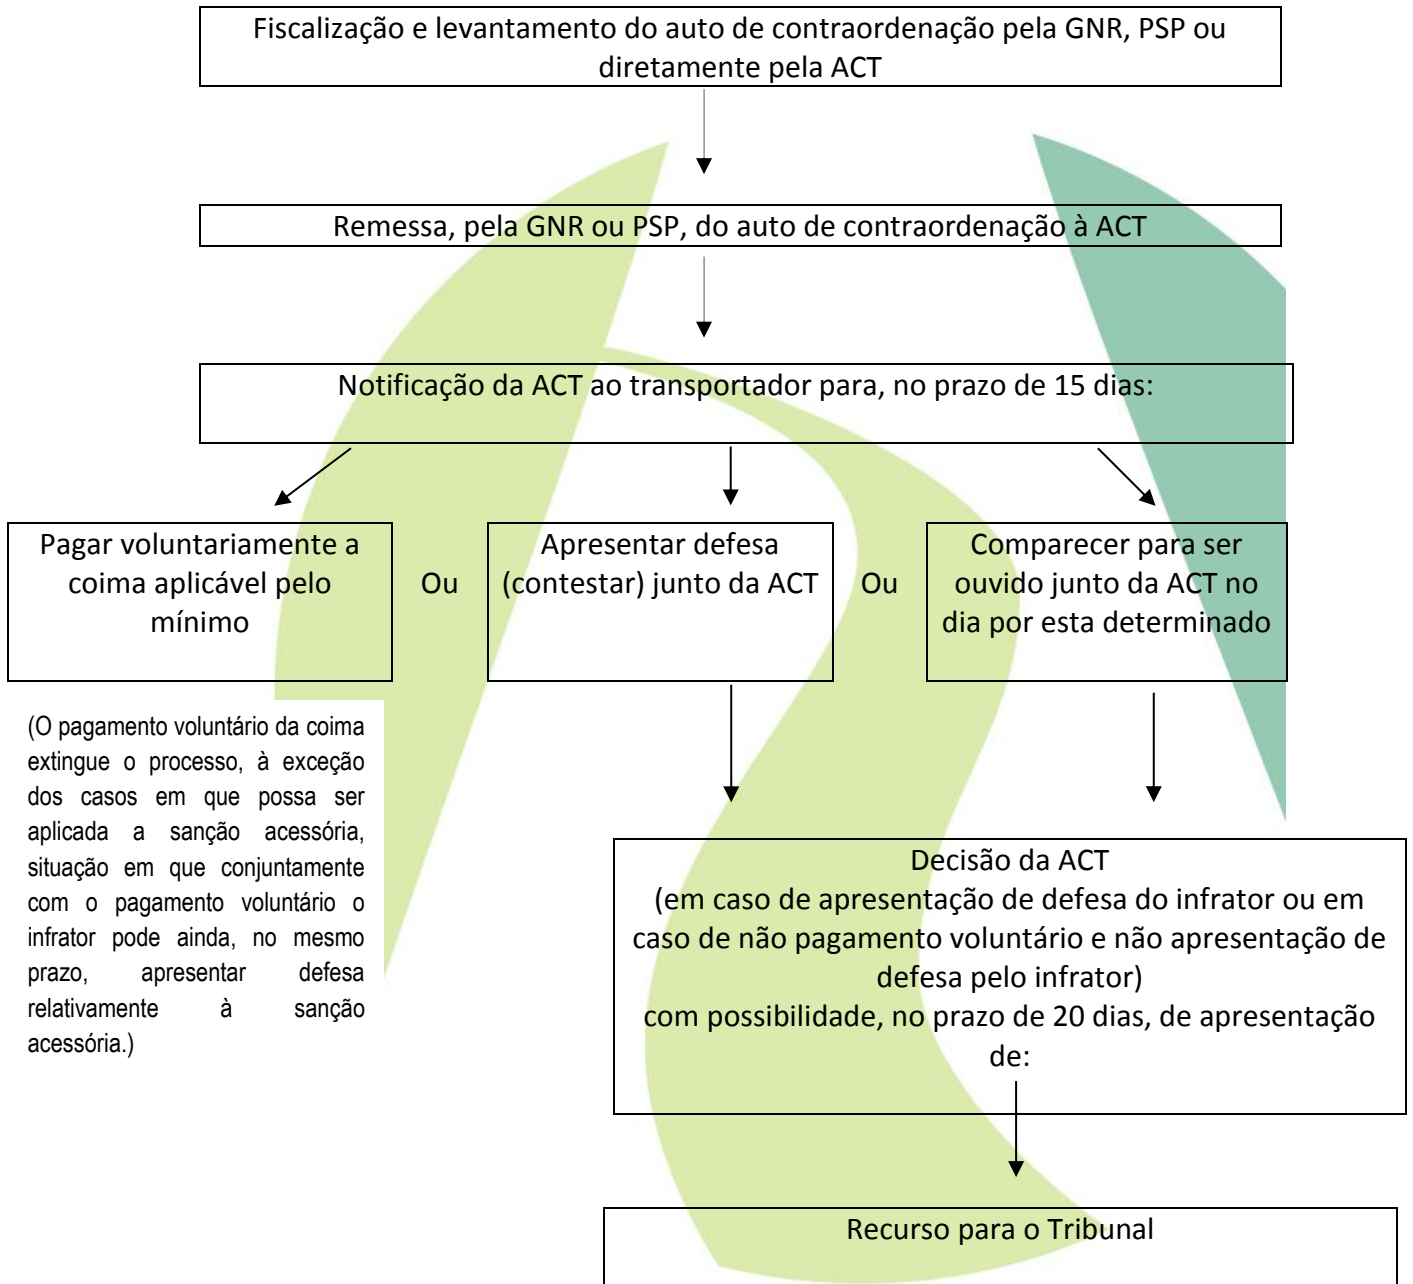 Fiscalização e levantamento do auto de contraordenação pela GNR, PSP ou
diretamente pela ACT
Remessa, pela GNR ou PSP, do auto de contraordenação à ACT
Notificação da ACT ao transportador para, no prazo de 15 dias:
Pagar voluntariamente a
coima aplicável pelo
mínimo
Ou
Apresentar defesa
(contestar) junto da ACT
Ou
Comparecer para ser
ouvido junto da ACT no
dia por esta determinado
(O pagamento voluntário da coima
extingue o processo, à exceção
dos casos em que possa ser
aplicada a sanção acessória,
situação em que conjuntamente
com o pagamento voluntário o
infrator pode ainda, no mesmo
prazo, apresentar defesa
relativamente à sanção
acessória.)
Decisão da ACT
(em caso de apresentação de defesa do infrator ou em
caso de não pagamento voluntário e não apresentação de
defesa pelo infrator)
com possibilidade, no prazo de 20 dias, de apresentação
de:
Recurso para o Tribunal